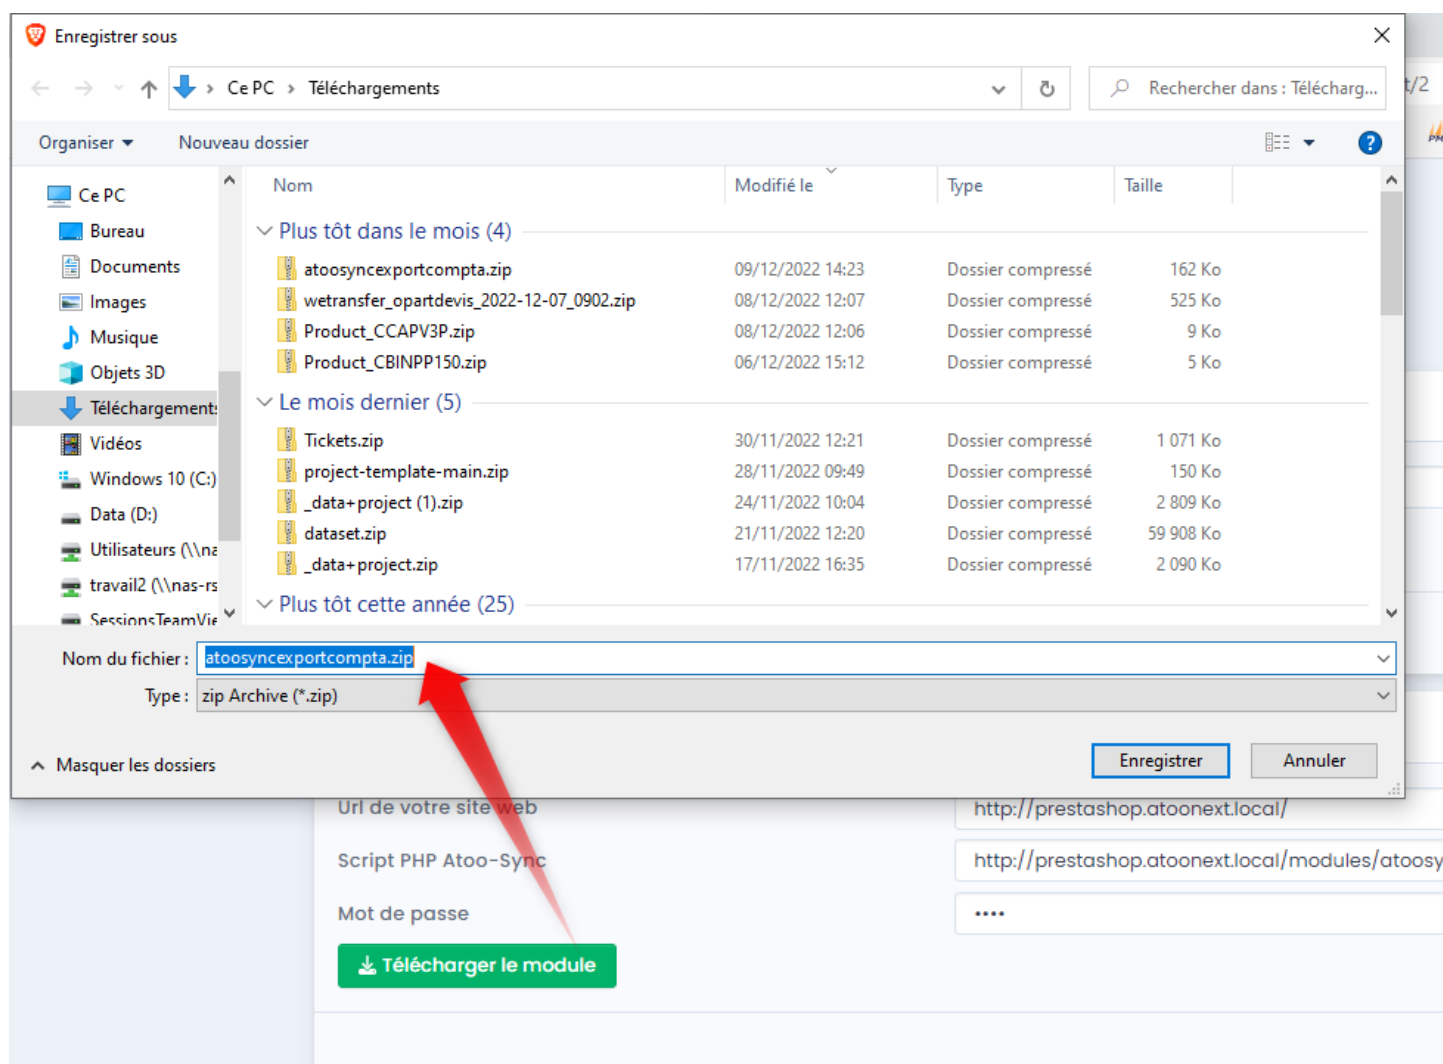 Enregistrer sous
t/2
Ce PC › Téléchargements
Rechercher dans : Télécharg...
Organiser
Nouveau dossier
?
PM
Ce PC
Bureau
Documents
Images
Musique
Objets 3D
Téléchargements
Vidéos
Windows 10 (C:)
Data (D:)
Utilisateurs (\\na
travail2 (\\nas-rs
SessionsTeamVie
Nom Modifié le Type Taille
Plus tôt dans le mois (4)
atoosyncexportcompta.zip 09/12/2022 14:23 Dossier compressé 162 Ko
wetransfer_opartdevis_2022-12-07_0902.zip 08/12/2022 12:07 Dossier compressé 525 Ko
Product_CCAPV3P.zip 08/12/2022 12:06 Dossier compressé 9 Ko
Product_CBINPP150.zip 06/12/2022 15:12 Dossier compressé 5 Ko
Le mois dernier (5)
Tickets.zip 30/11/2022 12:21 Dossier compressé 1 071 Ko
project-template-main.zip 28/11/2022 09:49 Dossier compressé 150 Ko
_data+project (1).zip 24/11/2022 10:04 Dossier compressé 2 809 Ko
dataset.zip 21/11/2022 12:20 Dossier compressé 59 908 Ko
_data+project.zip 17/11/2022 16:35 Dossier compressé 2 090 Ko
Plus tôt cette année (25)
Nom du fichier : atoosyncexportcompta.zip
Type : zip Archive (*.zip)
Masquer les dossiers
Enregistrer
Annuler
Url de votre site web http://prestashop.atoonext.local/
Script PHP Atoo-Sync http://prestashop.atoonext.local/modules/atoosy
Mot de passe ••••
Télécharger le module